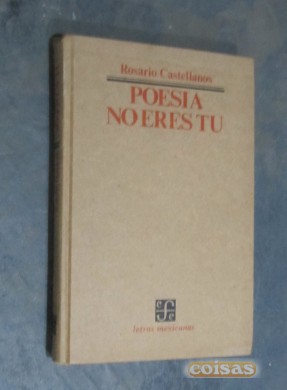 Rosario Castellanos
POESIA
NO ERES TU
letras mexicanas
coisas